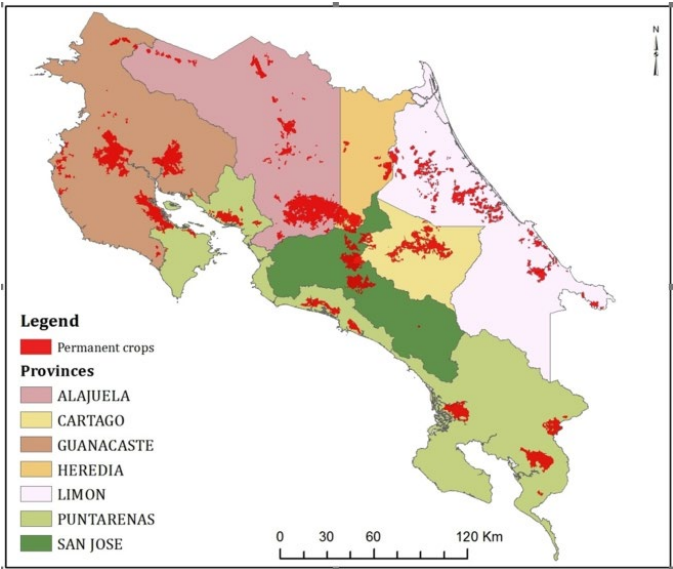 N
Legend
Permanent crops
Provinces
ALAJUELA
CARTAGO
GUANACASTE
HEREDIA
LIMON
PUNTARENAS
SAN JOSE
0 30 60 120 Km